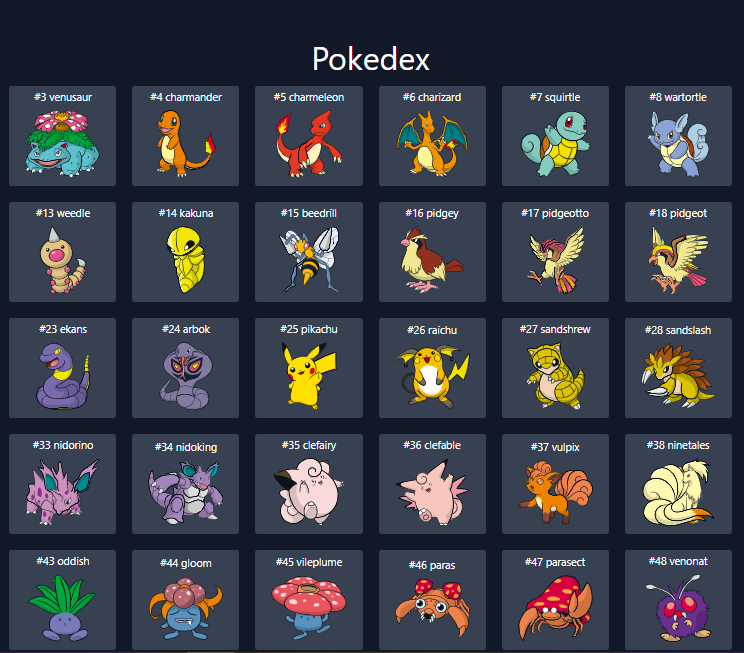 Pokedex
#3 venusaur
#4 charmander
#5 charmeleon
#6 charizard
#7 squirtle
#8 wartortle
#13 weedle
#14 kakuna
#15 beedrill
#16 pidgey
#17 pidgeotto
#18 pidgeot
#23 ekans
#24 arbok
#25 pikachu
#26 raichu
#27 sandshrew
#28 sandslash
#33 nidorino
#34 nidoking
#35 clefairy
#36 clefable
#37 vulpix
#38 ninetales
#43 oddish
#44 gloom
#45 vileplume
#46 paras
#47 parasect
#48 venonat